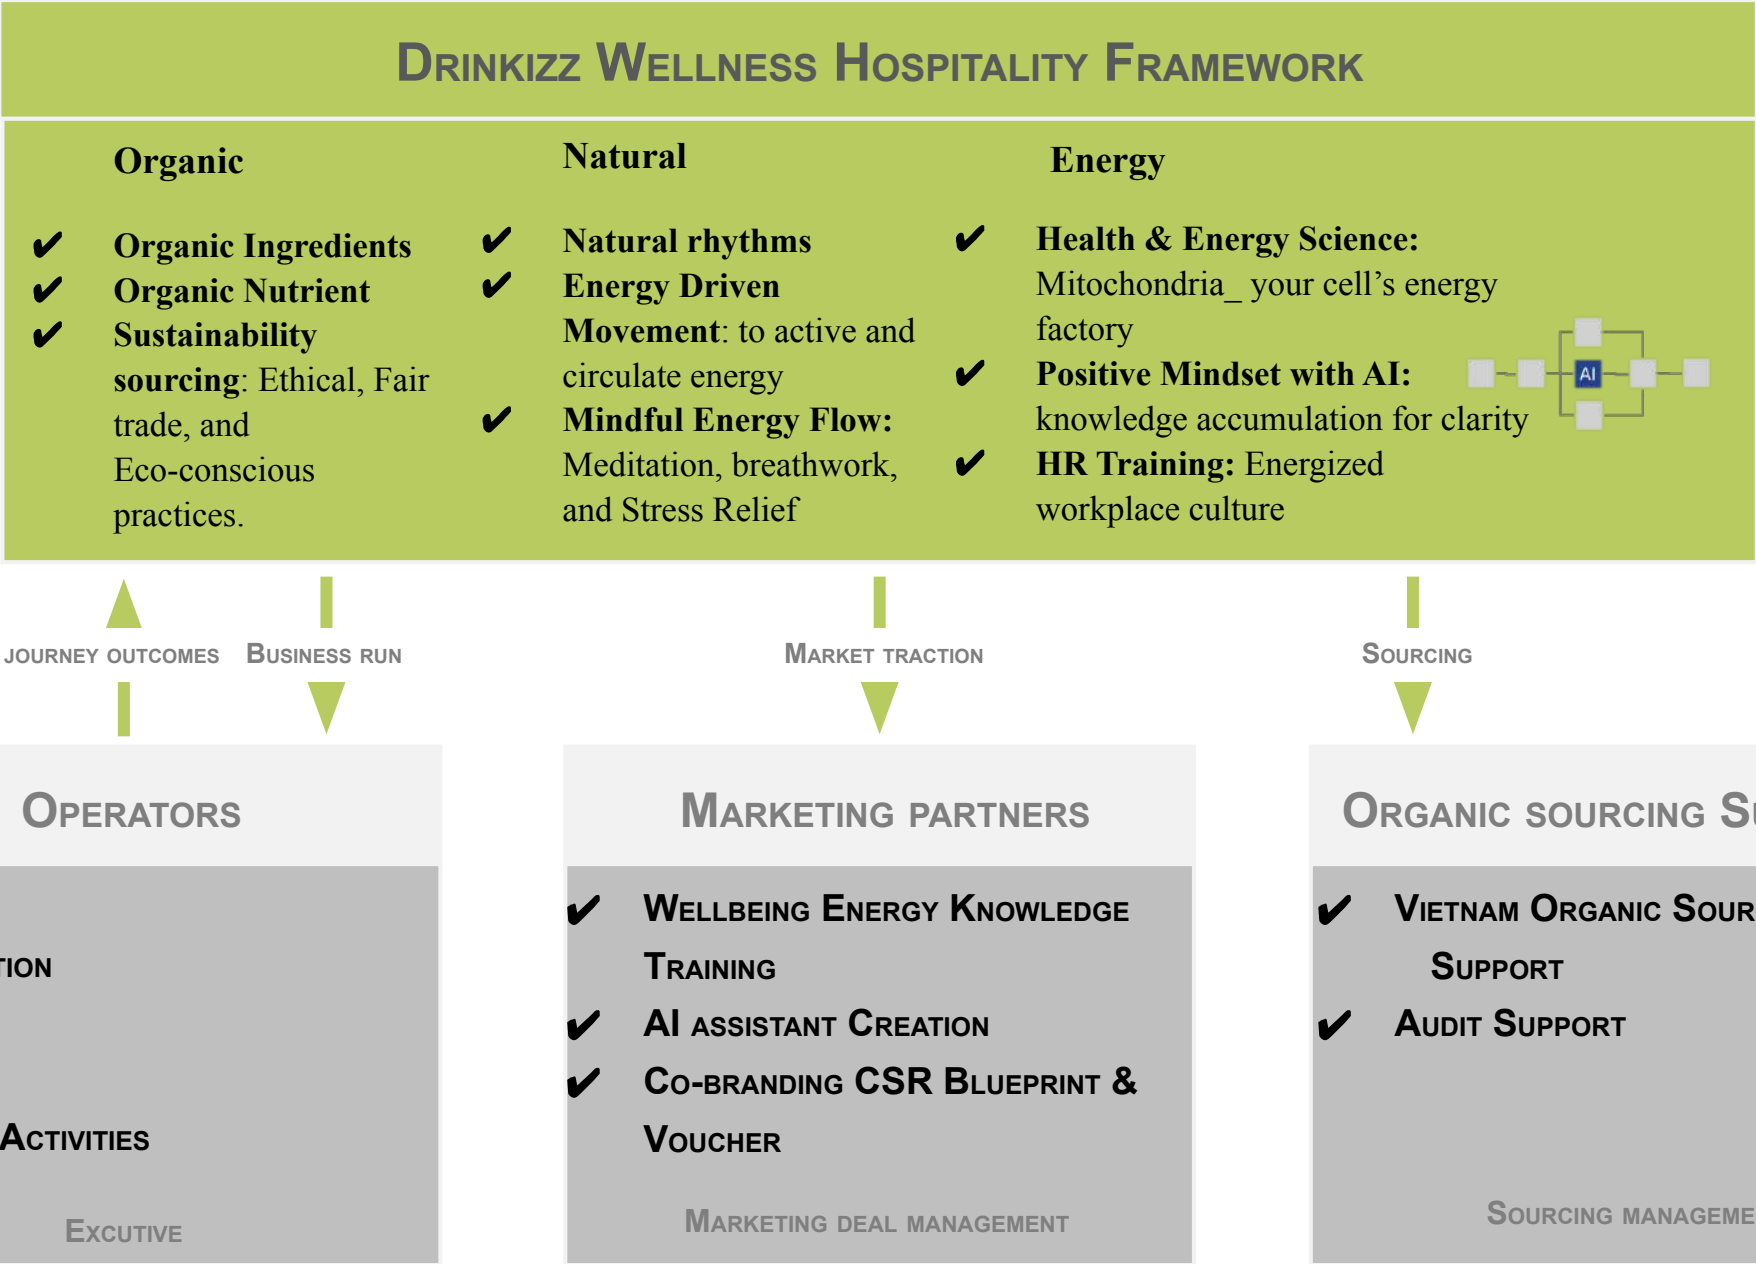 DRINKIZZ WELLNESS HOSPITALITY FRAMEWORK
Organic
Organic Ingredients
Organic Nutrient
Sustainability
sourcing: Ethical, Fair
trade, and
Eco-conscious
practices.
Natural
Natural rhythms
Energy Driven
Movement: to active and
circulate energy
Mindful Energy Flow:
Meditation, breathwork,
and Stress Relief
Energy
Health & Energy Science:
Mitochondria_ your cell’s energy
factory
Positive Mindset with AI:
knowledge accumulation for clarity
HR Training: Energized
workplace culture
AI
JOURNEY OUTCOMES
BUSINESS RUN
MARKET TRACTION
SOURCING
OPERATORS
ACTIVITIES
EXCUTIVE
MARKETING PARTNERS
WELLBEING ENERGY KNOWLEDGE
TRAINING
AI ASSISTANT CREATION
CO-BRANDING CSR BLUEPRINT &
VOUCHER
MARKETING DEAL MANAGEMENT
ORGANIC SOURCING
VIETNAM ORGANIC
SUPPORT
AUDIT SUPPORT
SOURCING